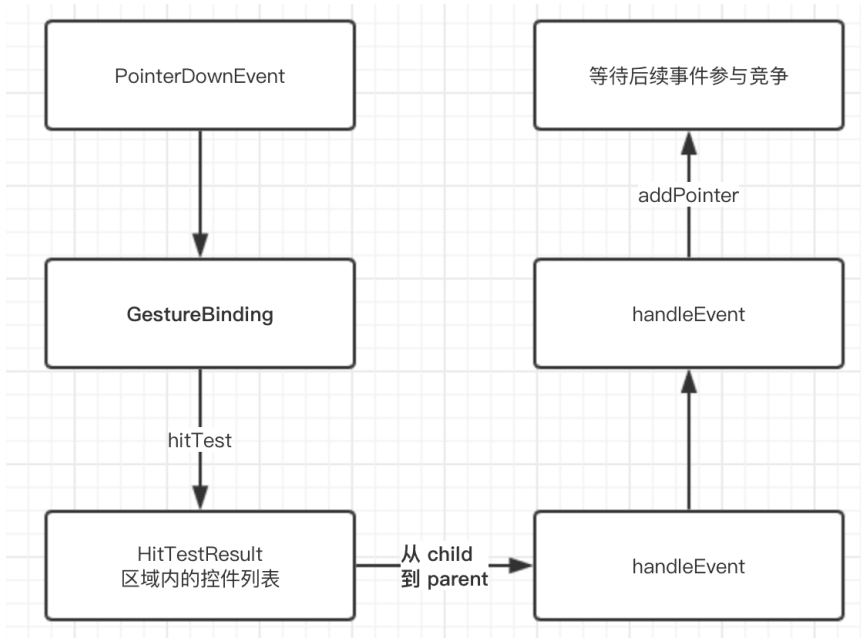 PointerDownEvent
GestureBinding
hitTest
HitTestResult
区域内的控件列表
从 child
到 parent
handleEvent
handleEvent
addPointer
等待后续事件参与竞争